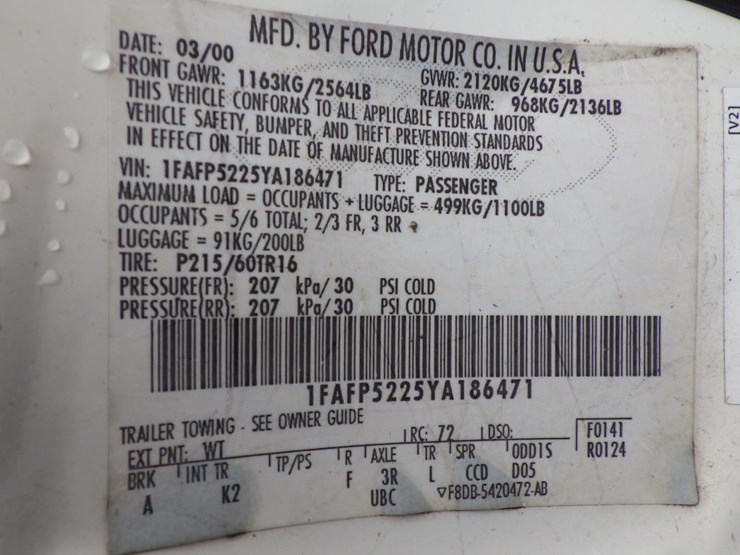 MFD. BY FORD MOTOR CO. IN U.S.A.
DATE: 03/00 GVWR: 2120KG/4675LB
FRONT GAWR: 1163KG/2564LB REAR GAWR: 968KG/2136LB
THIS VEHICLE CONFORMS TO ALL APPLICABLE FEDERAL MOTOR
VEHICLE SAFETY, BUMPER, AND THEFT PREVENTION STANDARDS
IN EFFECT ON THE DATE OF MANUFACTURE SHOWN ABOVE.
VIN: 1FAFP5225YA186471 TYPE: PASSENGER
MAXIMUM LOAD = OCCUPANTS + LUGGAGE = 499KG/1100LB
OCCUPANTS = 5/6 TOTAL; 2/3 FR, 3 RR
LUGGAGE = 91KG/200LB
TIRE: P215/60TR16
PRESSURE(FR): 207 kPa/ 30 PSI COLD
PRESSURE(RR): 207 kPa/ 30 PSI COLD
1FAFP5225YA186471
TRAILER TOWING - SEE OWNER GUIDE
EXT PNT: WT RC: 72 DSO: F0141
BRK INT TR TP/PS R AXLE TR SPR ODD1S R0124
A K2 F 3R L CCD D05
UBC ▽F8DB-5420472-AB
[V2]